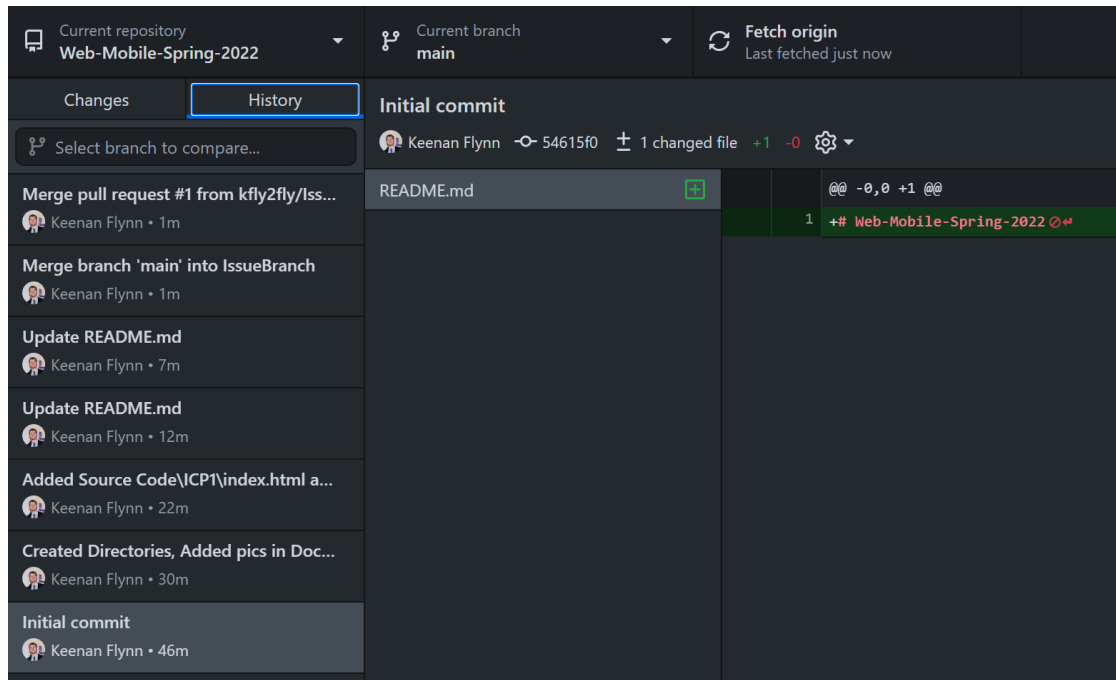 Current repository
Web-Mobile-Spring-2022
Current branch
main
Fetch origin
Last fetched just now
Changes
History
Select branch to compare...
Merge pull request #1 from kfly2fly/Iss...
Keenan Flynn • 1m
Merge branch 'main' into IssueBranch
Keenan Flynn • 1m
Update README.md
Keenan Flynn • 7m
Update README.md
Keenan Flynn • 12m
Added Source Code\ICP1\index.html a...
Keenan Flynn • 22m
Created Directories, Added pics in Doc...
Keenan Flynn • 30m
Initial commit
Keenan Flynn • 46m
Initial commit
Keenan Flynn 54615f0 1 changed file +1 -0
README.md
@@ -0,0 +1 @@
1 +# Web-Mobile-Spring-2022